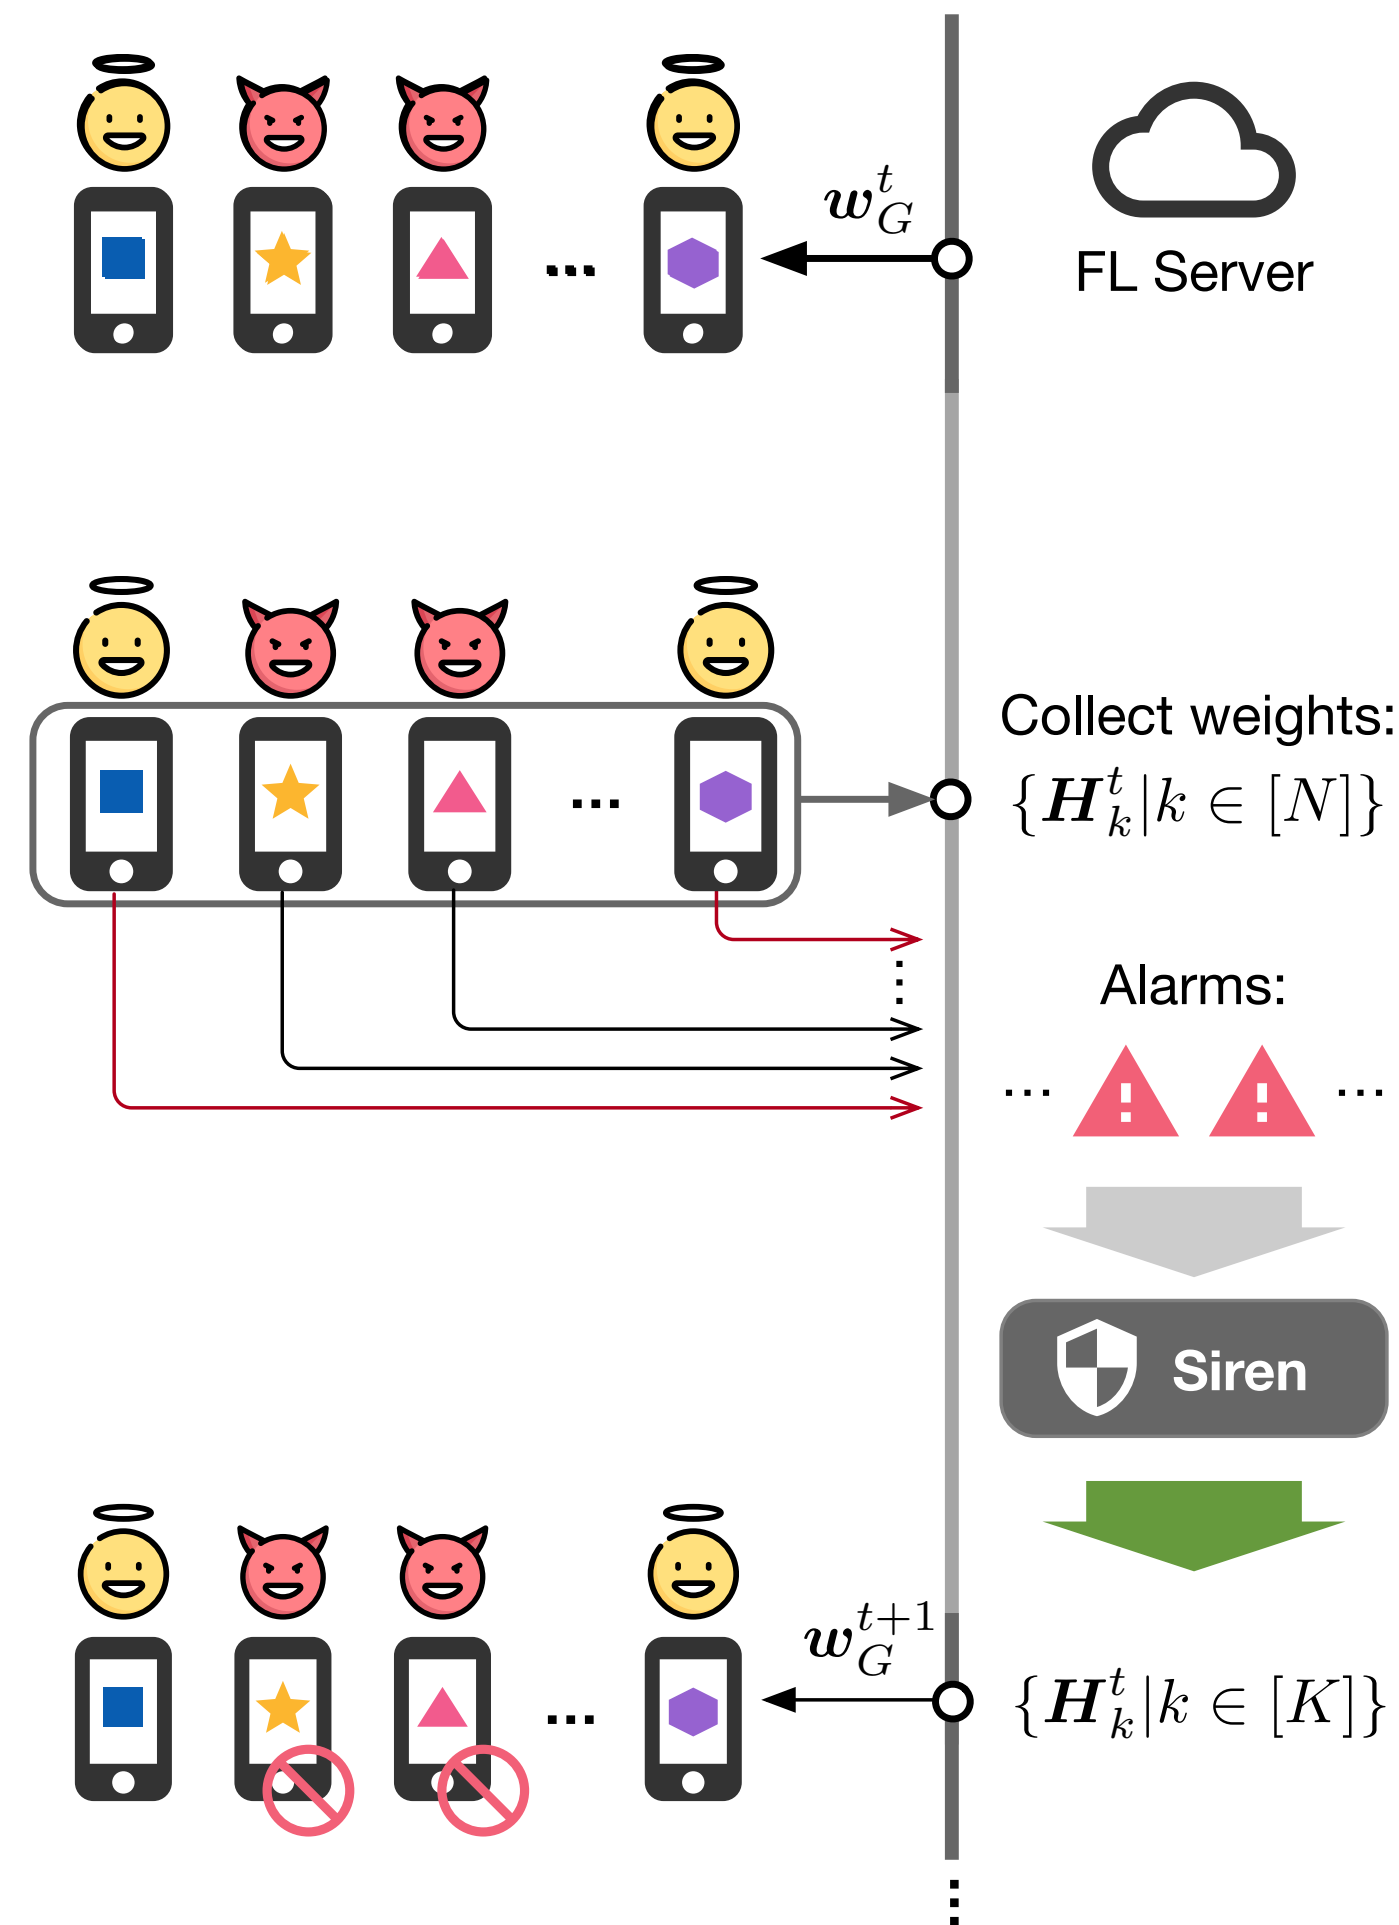 w_G^t
FL Server
...
Collect weights:
{H_k^t|k ∈ [N]}
...
Alarms:
... ! ! ...
Siren
w_G^{t+1}
{H_k^t|k ∈ [K]}
...